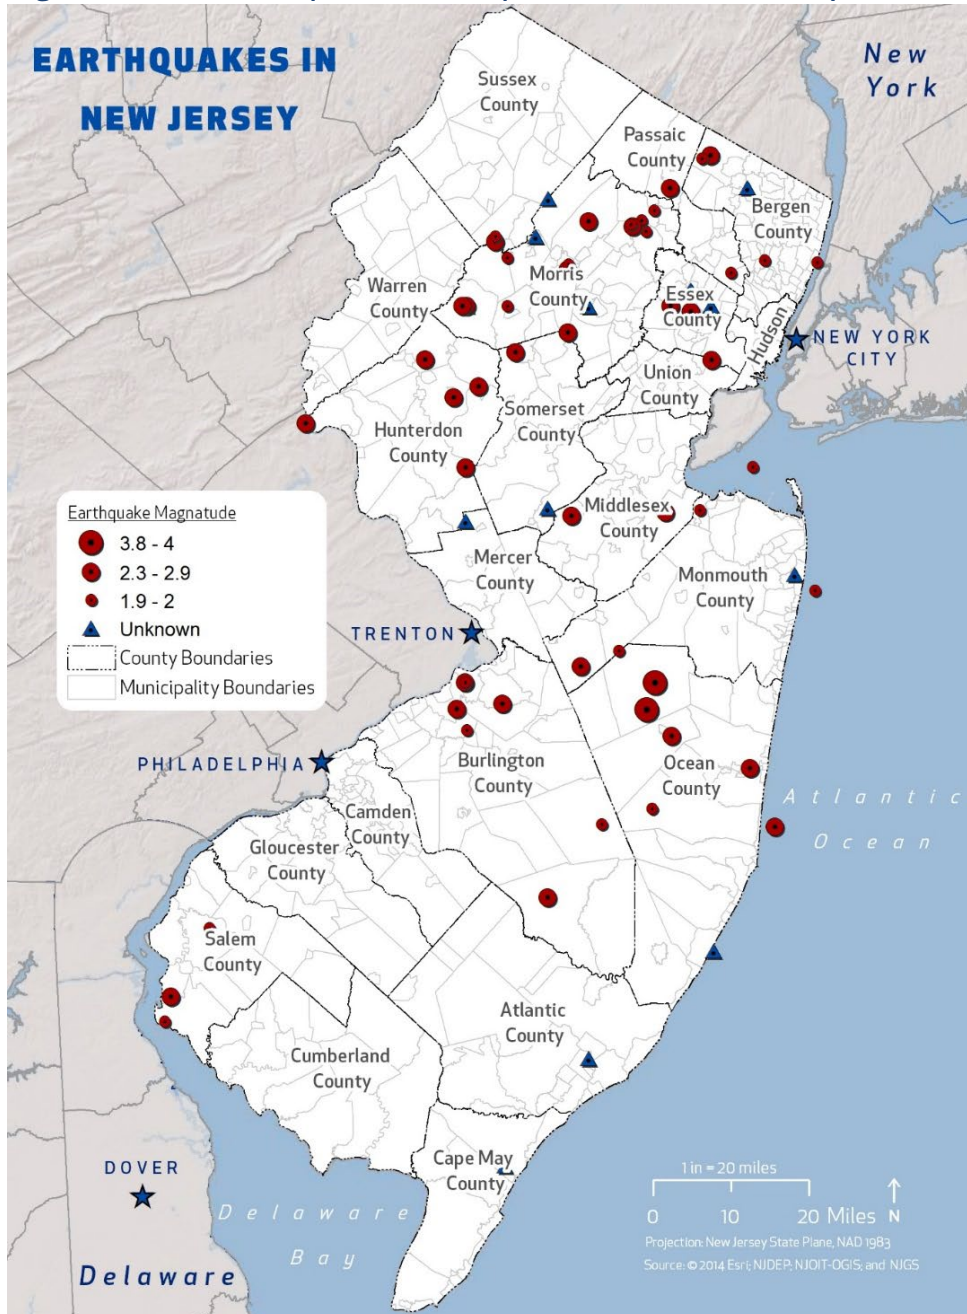 EARTHQUAKES IN
NEW JERSEY
New
York
Sussex
County
Passaic
County
Bergen
County
Warren
County
Morris
County
Essex
County
Hudson
NEW YORK
CITY
Union
County
Somerset
County
Hunterdon
County
Middlesex
County
Mercer
County
Monmouth
County
Earthquake Magnatude
3.8 - 4
2.3 - 2.9
1.9 - 2
Unknown
County Boundaries
Municipality Boundaries
TRENTON
PHILADELPHIA
Burlington
County
Ocean
County
Atlantic
Ocean
Camden
County
Gloucester
County
Salem
County
Atlantic
County
Cumberland
County
Cape May
County
DOVER
Delaware
Bay
Delaware
1 in = 20 miles
0 10 20 Miles N
Projection: New Jersey State Plane, NAD 1983
Source: © 2014 Esri; NJDEP; NJOIT-OGIS; and NJGS